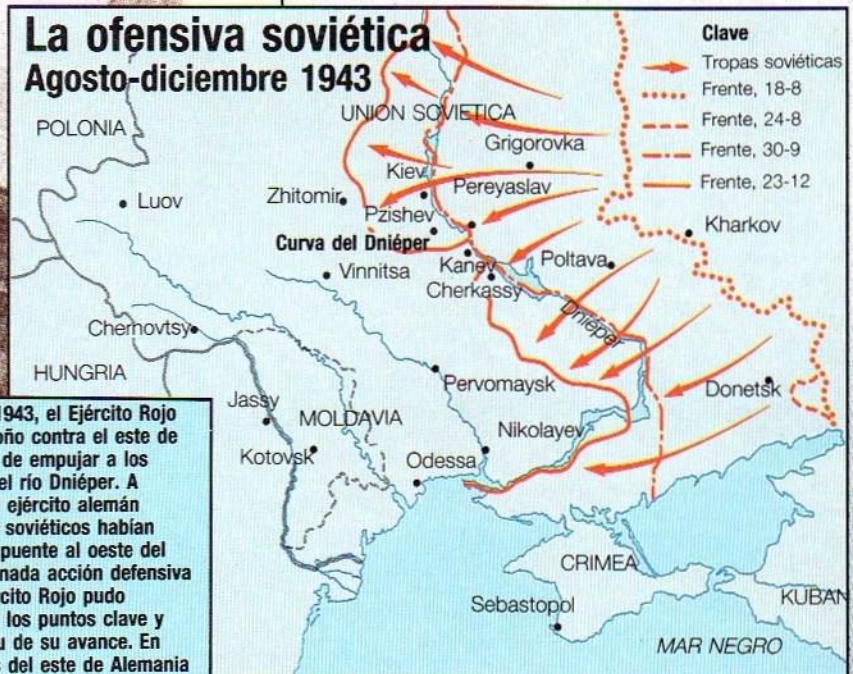 La ofensiva soviética
Agosto-diciembre 1943
Clave
Tropas soviéticas
Frente, 18-8
Frente, 24-8
Frente, 30-9
Frente, 23-12
POLONIA
UNION SOVIETICA
Grigorovka
Kiev
Pereyaslav
Luov
Zhitomir
Pzishev
Kharkov
Curva del Dniéper
Kanev
Poltava
Vinnitsa
Cherkassy
Dniéper
Chernovtsy
HUNGRIA
Pervomaysk
Donetsk
Jassy
MOLDAVIA
Nikolayev
Kotovsk
Odessa
CRIMEA
Sebastopol
KUBAN
MAR NEGRO
1943, el Ejército Rojo
oño contra el este de
de empujar a los
el río Dniéper. A
ejército alemán
soviéticos habían
puente al oeste del
nada acción defensiva
cito Rojo pudo
los puntos clave y
u de su avance. En
s del este de Alemania